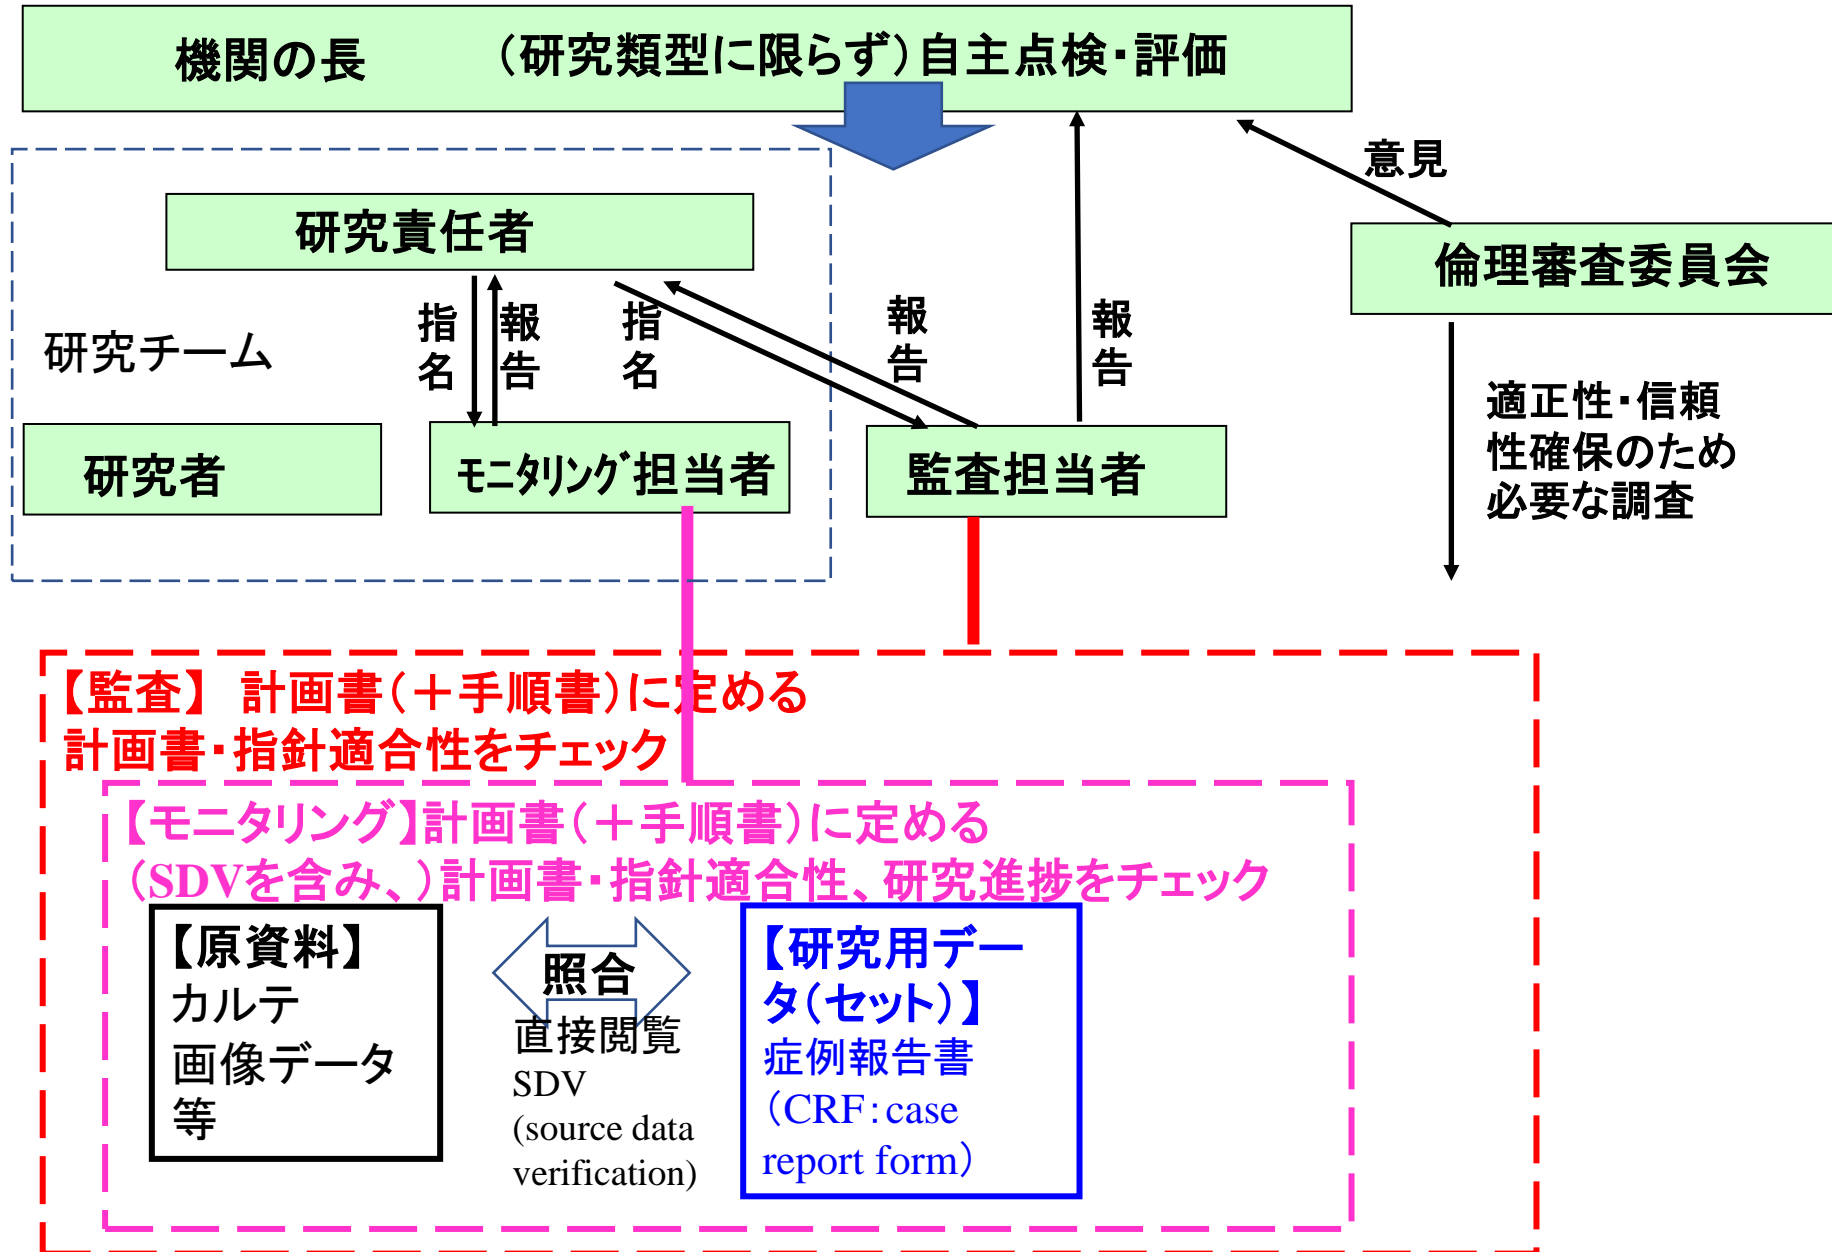 機関の長 （研究類型に限らず）自主点検・評価
意見
研究責任者
倫理審査委員会
指名
報告
指名
報告
報告
研究チーム
適正性・信頼
性確保のため
必要な調査
研究者
ﾓﾆﾀﾘﾝｸﾞ担当者
監査担当者
【監査】 計画書（＋手順書）に定める
計画書・指針適合性をチェック
【モニタリング】計画書（＋手順書）に定める
（SDVを含み、）計画書・指針適合性、研究進捗をチェック
【原資料】
カルテ
画像データ
等
照合
直接閲覧
SDV
(source data
verification)
【研究用デー
タ（セット）】
症例報告書
（CRF：case
report form）